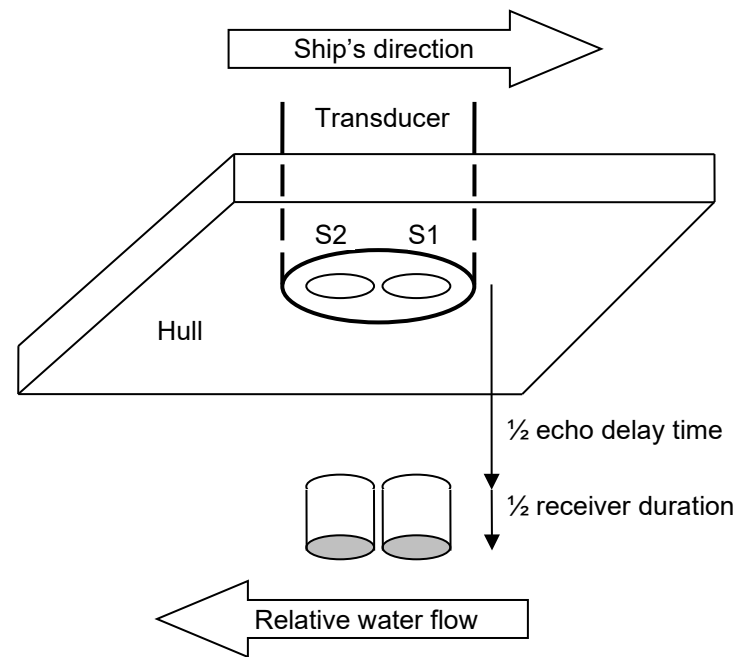 Ship's direction
Transducer
S2 S1
Hull
½ echo delay time
½ receiver duration
Relative water flow